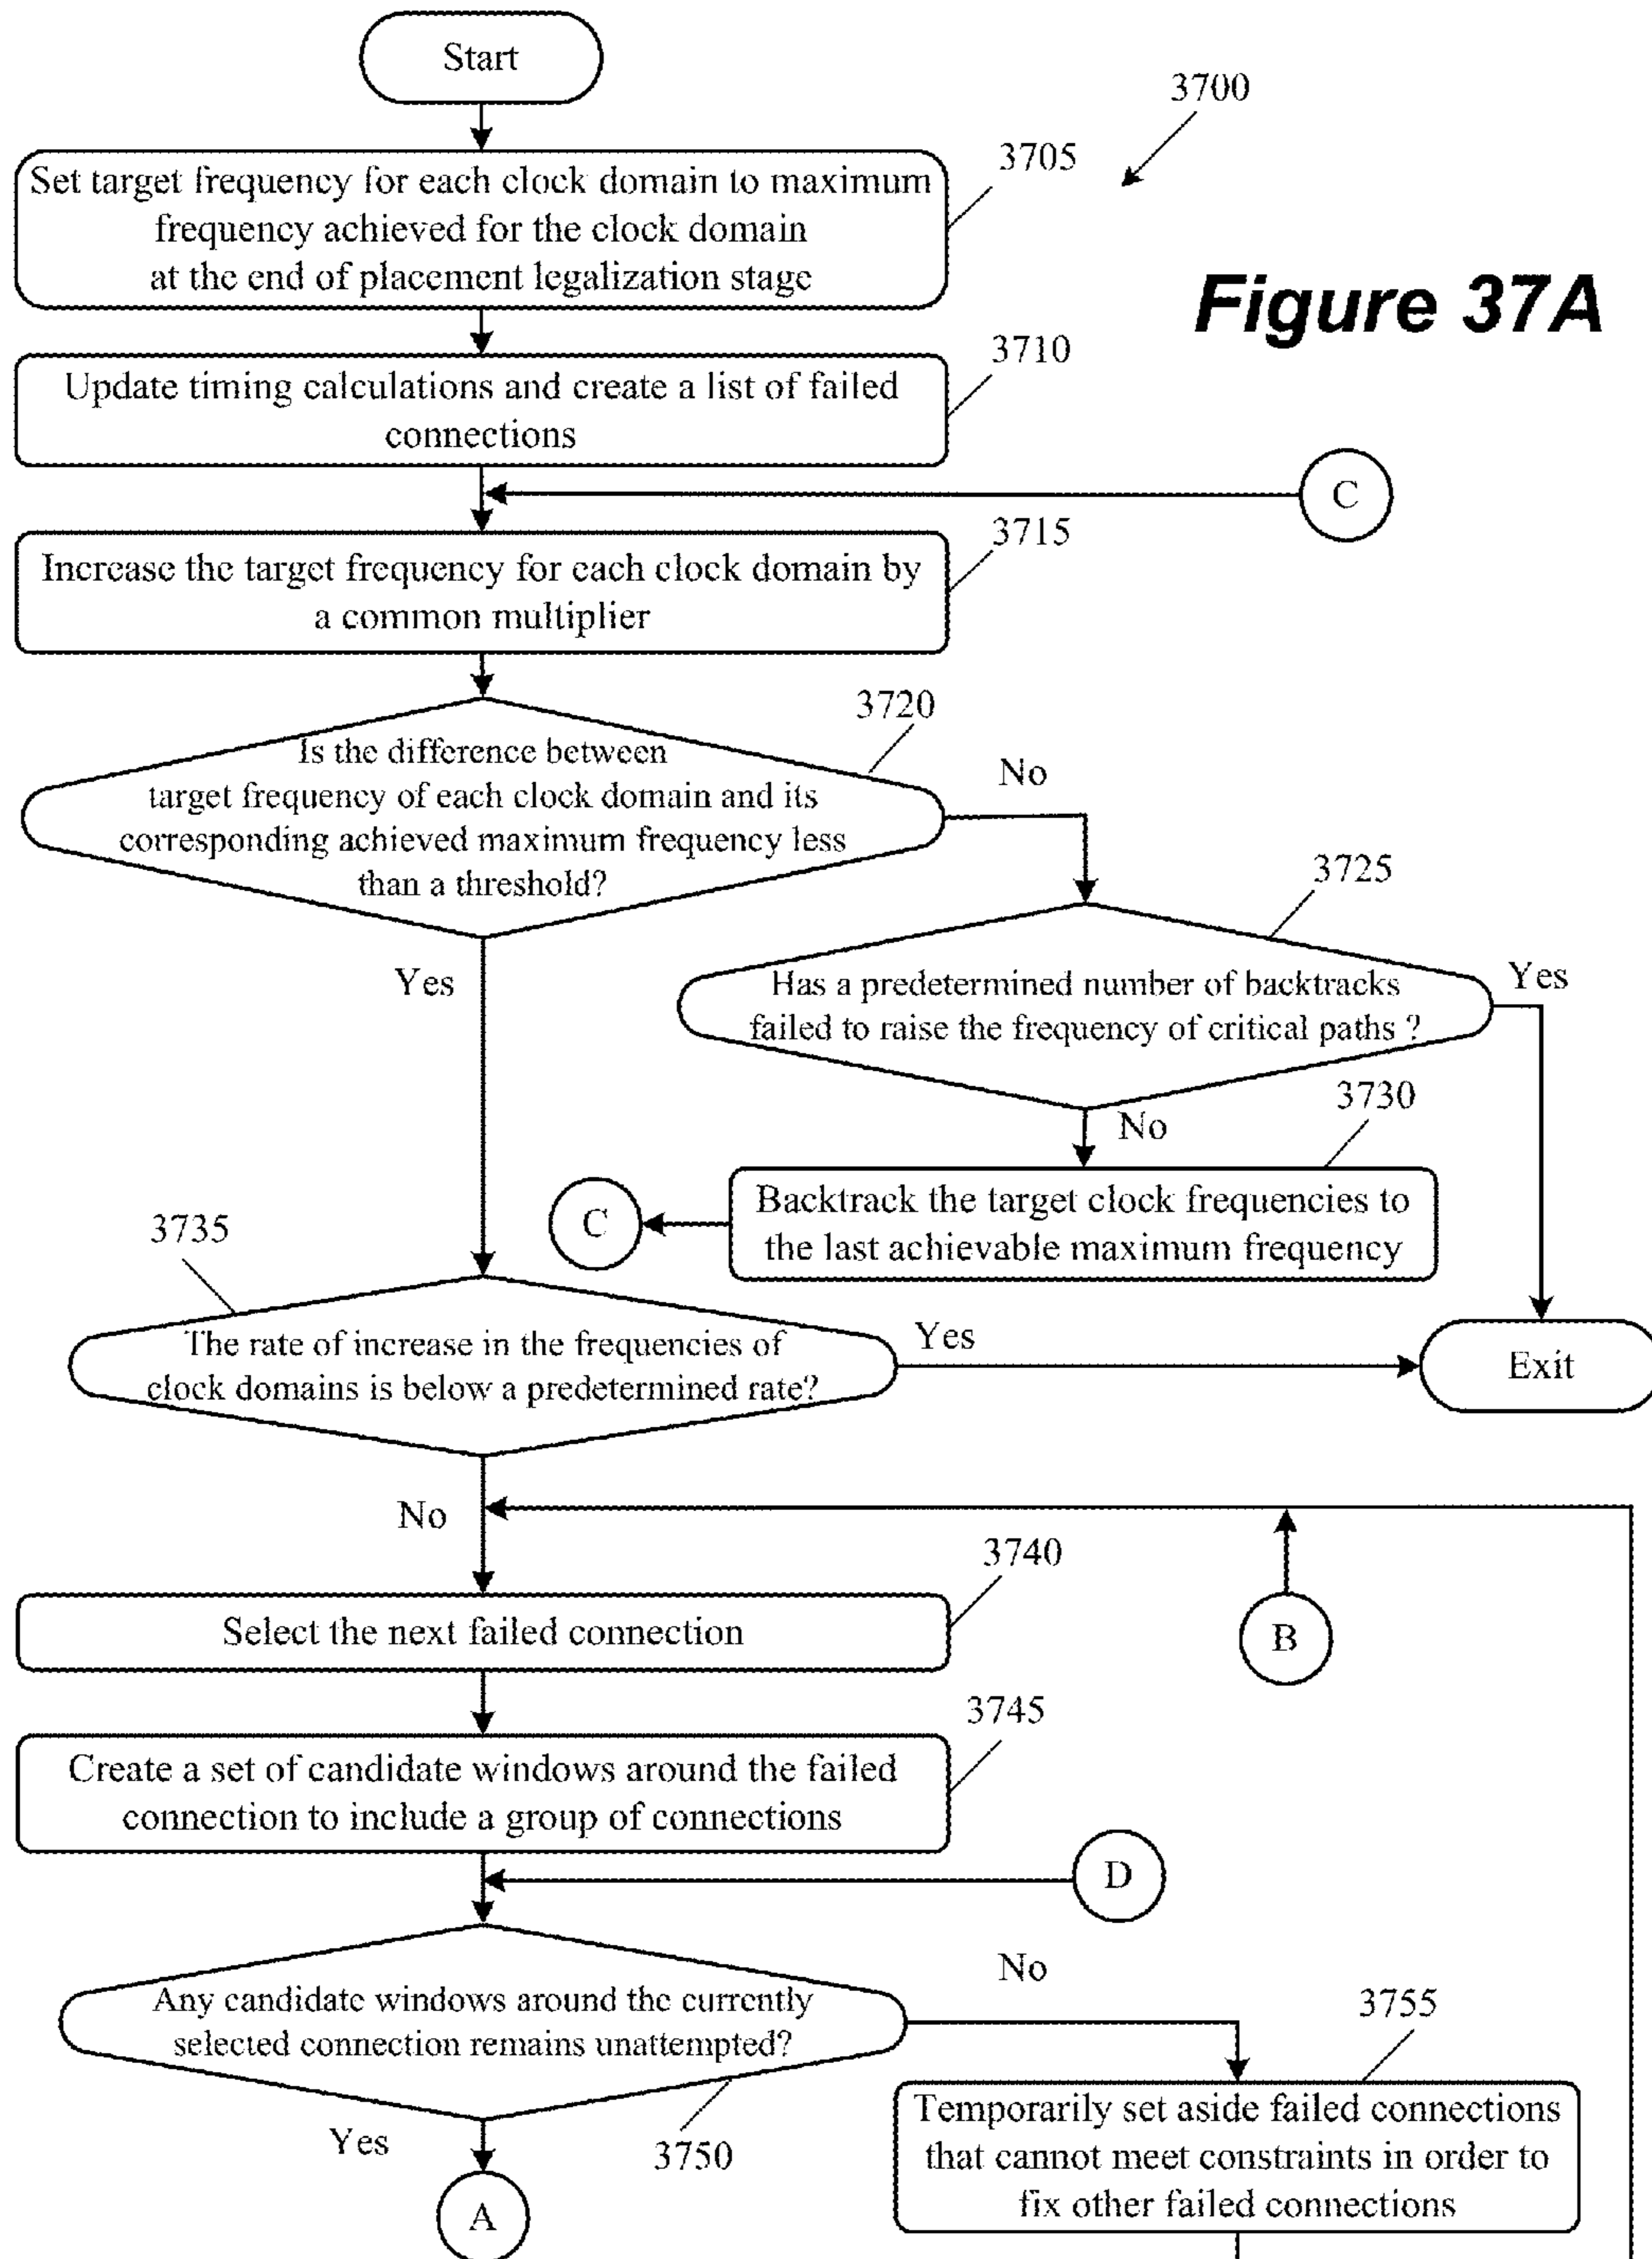 Start
3700
3705
Set target frequency for each clock domain to maximum
frequency achieved for the clock domain
at the end of placement legalization stage
Figure 37A
3710
Update timing calculations and create a list of failed
connections
C
3715
Increase the target frequency for each clock domain by
a common multiplier
3720
Is the difference between
target frequency of each clock domain and its
corresponding achieved maximum frequency less
than a threshold?
No
Yes
3725
Has a predetermined number of backtracks
failed to raise the frequency of critical paths ?
Yes
No
3730
Backtrack the target clock frequencies to
the last achievable maximum frequency
C
3735
The rate of increase in the frequencies of
clock domains is below a predetermined rate?
Yes
Exit
No
3740
Select the next failed connection
B
3745
Create a set of candidate windows around the failed
connection to include a group of connections
D
Any candidate windows around the currently
selected connection remains unattempted?
No
3750
Yes
A
3755
Temporarily set aside failed connections
that cannot meet constraints in order to
fix other failed connections